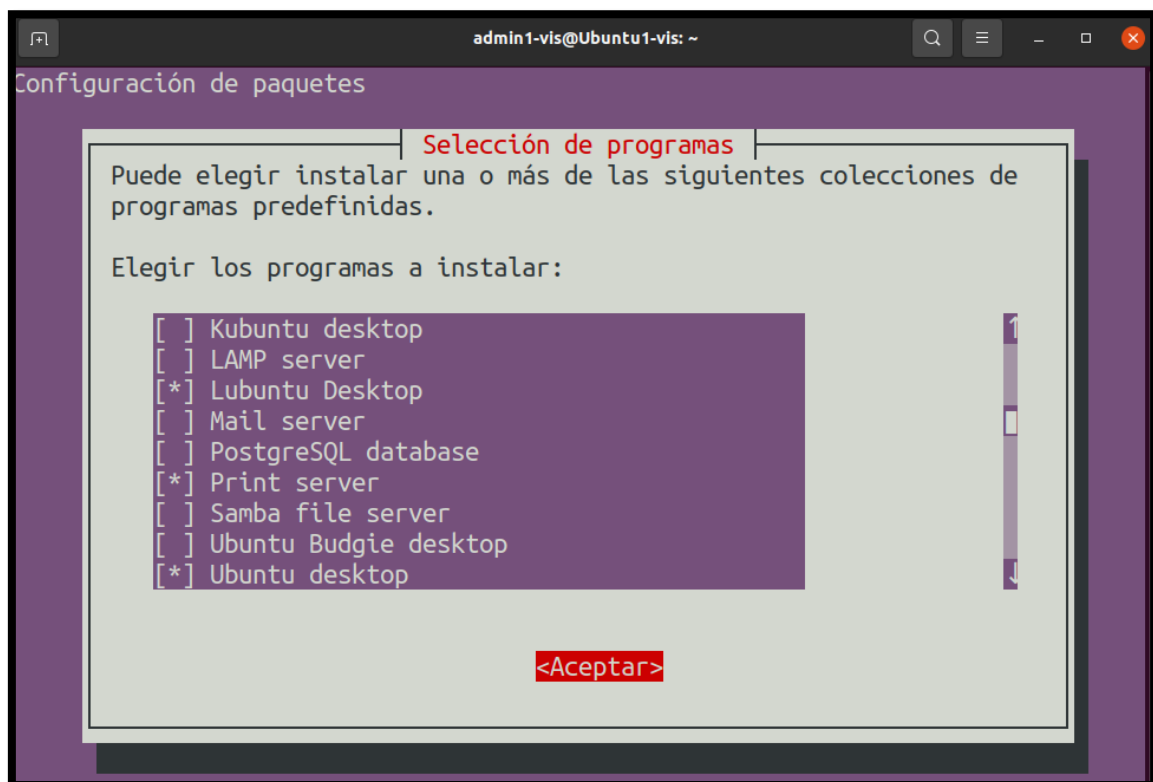 admin1-vis@Ubuntu1-vis: ~
Configuración de paquetes
Selección de programas
Puede elegir instalar una o más de las siguientes colecciones de
programas predefinidas.
Elegir los programas a instalar:
[ ] Kubuntu desktop
[ ] LAMP server
[*] Lubuntu Desktop
[ ] Mail server
[ ] PostgreSQL database
[*] Print server
[ ] Samba file server
[ ] Ubuntu Budgie desktop
[*] Ubuntu desktop
<Aceptar>